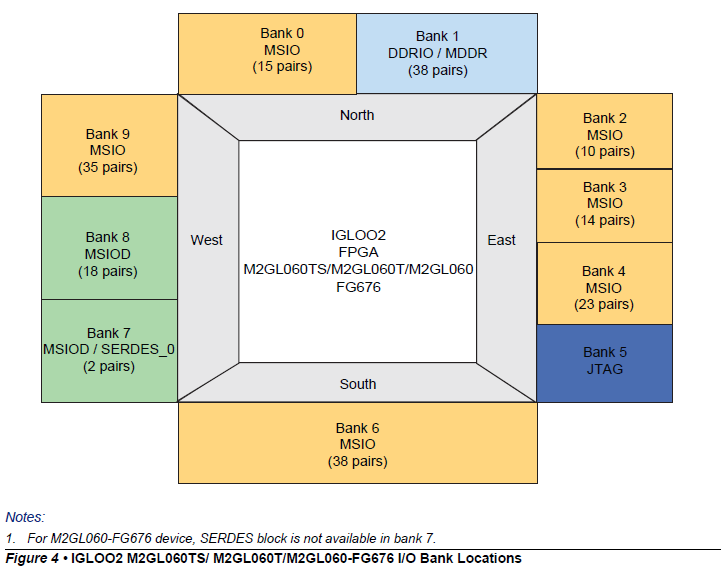 Bank 0
MSIO
(15 pairs)
Bank 1
DDRIO / MDDR
(38 pairs)
North
Bank 9
MSIO
(35 pairs)
Bank 2
MSIO
(10 pairs)
Bank 3
MSIO
(14 pairs)
Bank 8
MSIOD
(18 pairs)
West
IGLOO2
FPGA
M2GL060TS/M2GL060T/M2GL060
FG676
East
Bank 4
MSIO
(23 pairs)
Bank 7
MSIOD / SERDES_0
(2 pairs)
Bank 5
JTAG
South
Bank 6
MSIO
(38 pairs)
Notes:
1. For M2GL060-FG676 device, SERDES block is not available in bank 7.
Figure 4 • IGLOO2 M2GL060TS/ M2GL060T/M2GL060-FG676 I/O Bank Locations